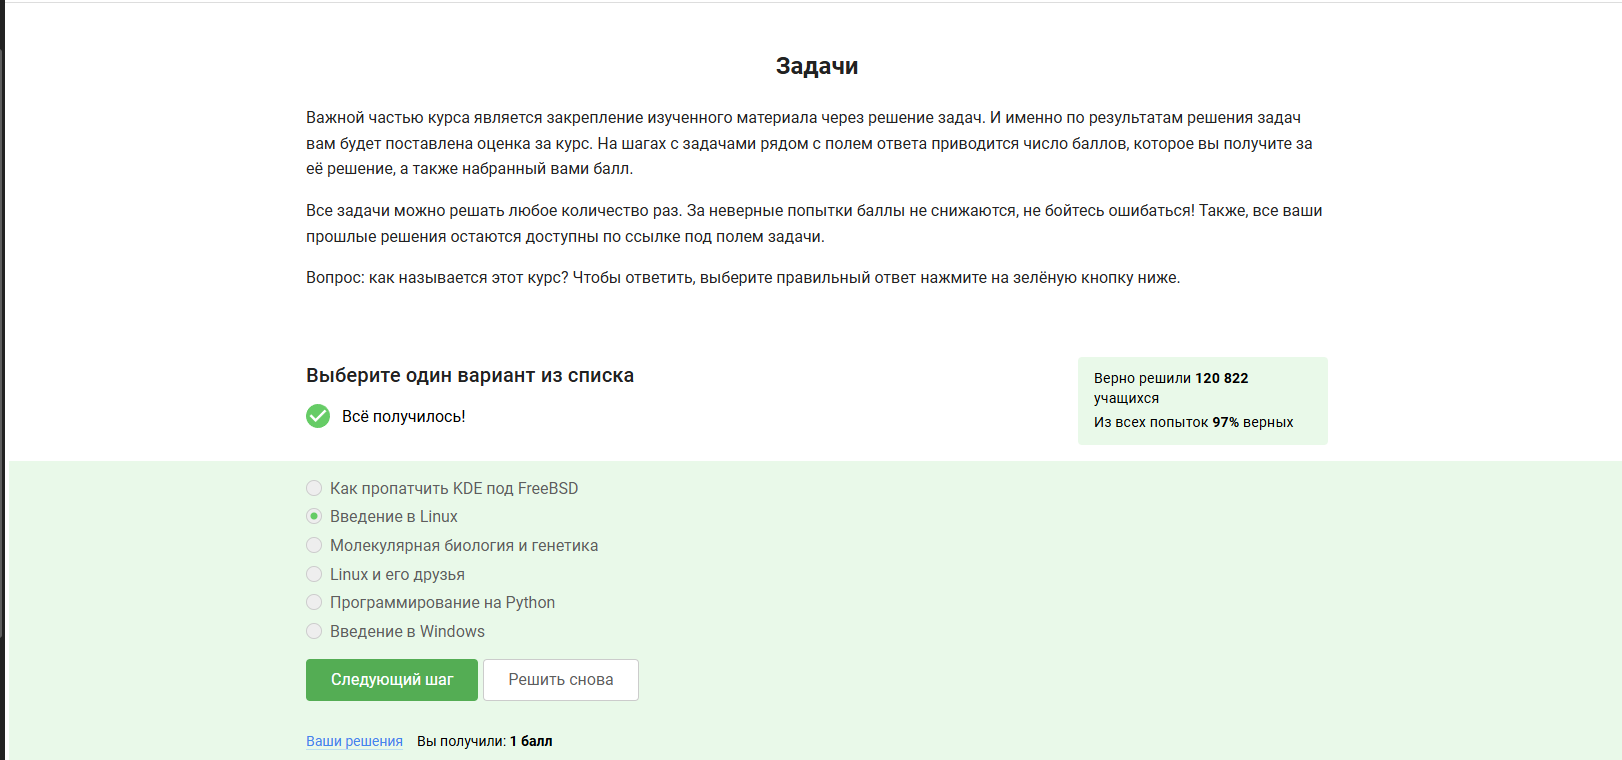 Задачи
Важной частью курса является закрепление изученного материала через решение задач. И именно по результатам решения задач
вам будет поставлена оценка за курс. На шагах с задачами рядом с полем ответа приводится число баллов, которое вы получите за
её решение, а также набранный вами балл.
Все задачи можно решать любое количество раз. За неверные попытки баллы не снижаются, не бойтесь ошибаться! Также, все ваши
прошлые решения остаются доступны по ссылке под полем задачи.
Вопрос: как называется этот курс? Чтобы ответить, выберите правильный ответ нажмите на зелёную кнопку ниже.
Выберите один вариант из списка
Всё получилось!
Верно решили 120 822
учащихся
Из всех попыток 97% верных
Как пропатчить KDE под FreeBSD
Введение в Linux
Молекулярная биология и генетика
Linux и его друзья
Программирование на Python
Введение в Windows
Следующий шаг Решить снова
Ваши решения Вы получили: 1 балл